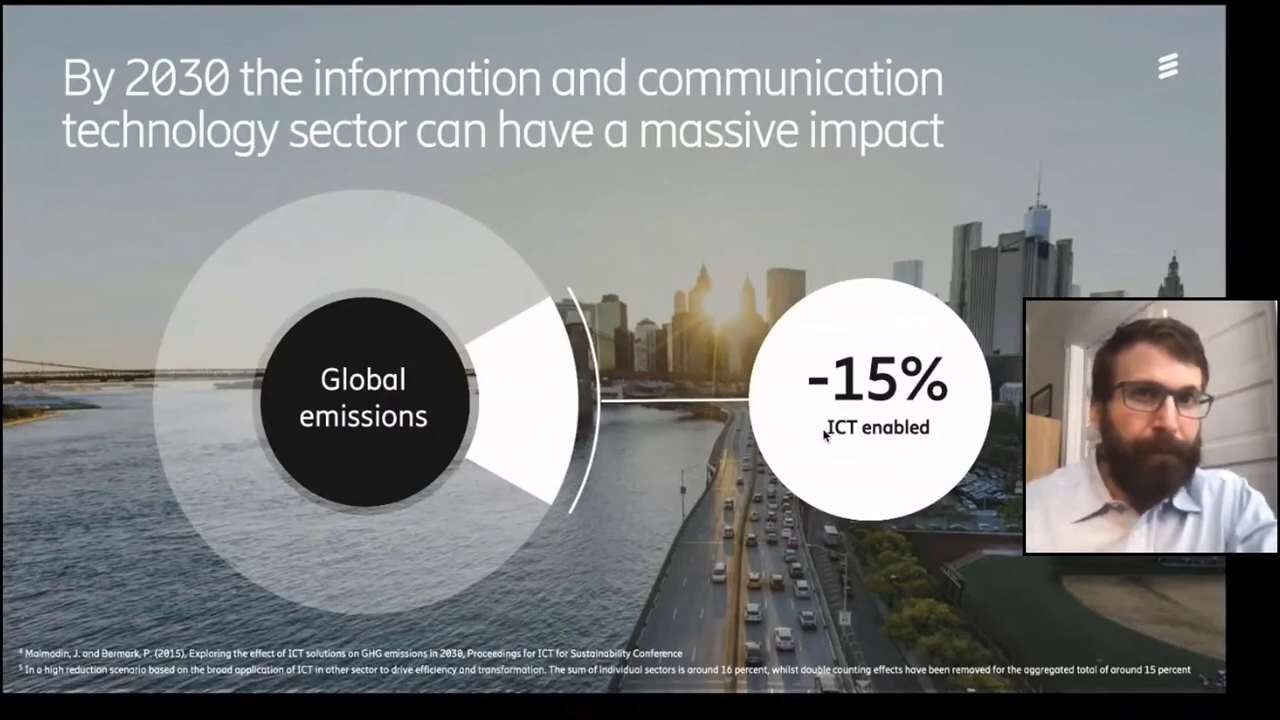 By 2030 the information and communication
technology sector can have a massive impact
Global
emissions
-15%
ICT enabled
⁴ Malmodin, J. and Bermark, P. (2015), Exploring the effect of ICT solutions on GHG emissions in 2030, Proceedings for ICT for Sustainability Conference
⁵ In a high reduction scenario based on the broad application of ICT in other sector to drive efficiency and transformation. The sum of individual sectors is around 16 percent, whilst double counting effects have been removed for the aggregated total of around 15 percent